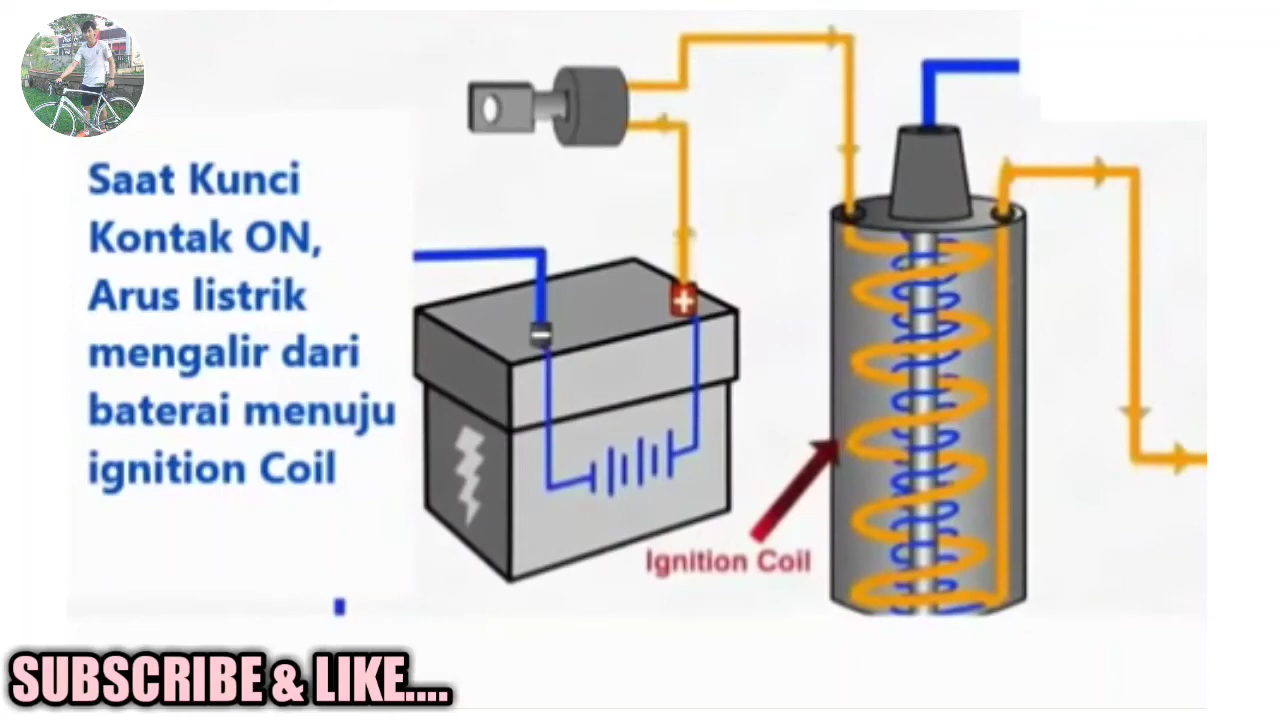 Saat Kunci
Kontak ON,
Arus listrik
mengalir dari
baterai menuju
ignition Coil
Ignition Coil
SUBSCRIBE & LIKE....